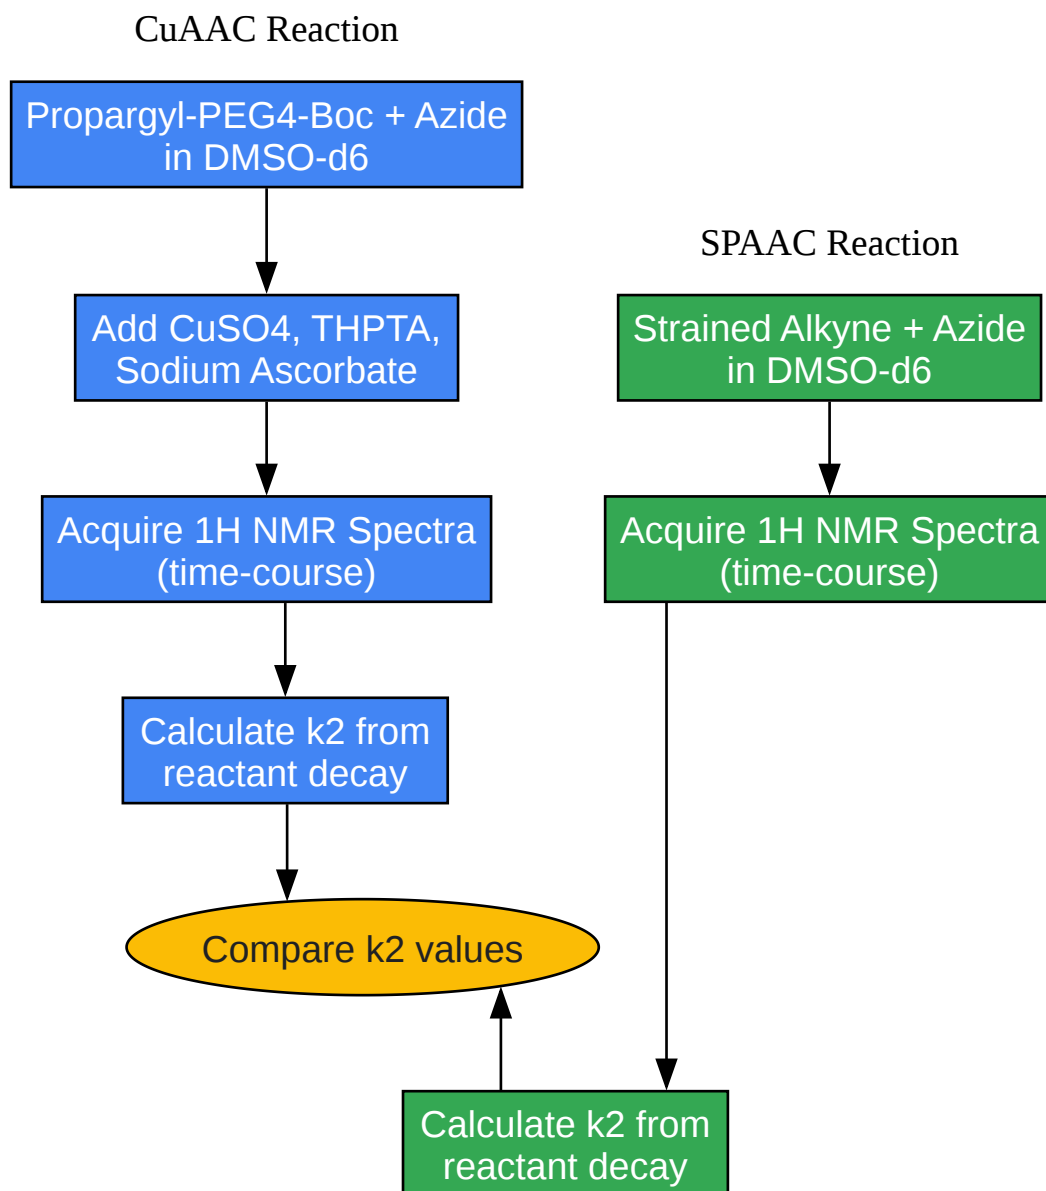 CuAAC Reaction
Propargyl-PEG4-Boc + Azide
in DMSO-d6
Add CuSO4, THPTA,
Sodium Ascorbate
Acquire 1H NMR Spectra
(time-course)
Calculate k2 from
reactant decay
Compare k2 values
SPAAC Reaction
Strained Alkyne + Azide
in DMSO-d6
Acquire 1H NMR Spectra
(time-course)
Calculate k2 from
reactant decay